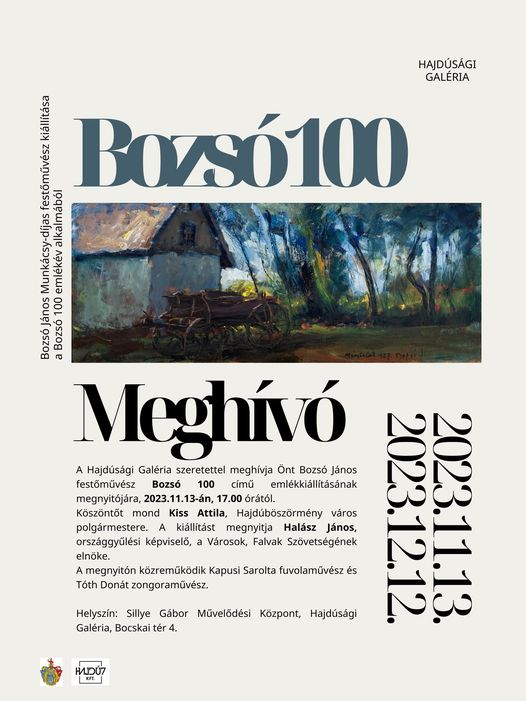 HAJDÚSÁGI
GALÉRIA
Bozsó János Munkácsy-díjas festőművész kiállítása
a Bozsó 100 emlékév alkalmából
Bozsó 100
Meghívó
A Hajdúsági Galéria szeretettel meghívja Önt Bozsó János
festőművész Bozsó 100 című emlékkiállításának
megnyitójára, 2023.11.13-án, 17.00 órától.
Köszöntőt mond Kiss Attila, Hajdúböszörmény város
polgármestere. A kiállítást megnyitja Halász János,
országgyűlési képviselő, a Városok, Falvak Szövetségének
elnöke.
A megnyitón közreműködik Kapusi Sarolta fuvolaművész és
Tóth Donát zongoraművész.
Helyszín: Sillye Gábor Művelődési Központ, Hajdúsági
Galéria, Bocskai tér 4.
2023.11.13.
2023.12.12.
HAJDÚ7
KFT.